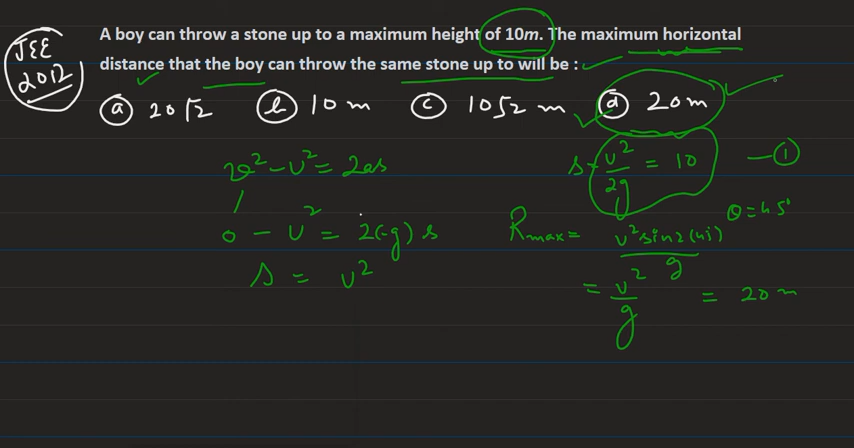 JEE
2012
A boy can throw a stone up to a maximum height of 10m. The maximum horizontal
distance that the boy can throw the same stone up to will be :
(a) 20√2 (b) 10 m (c) 10√2 m (d) 20 m
v² - u² = 2as
0 - u² = 2(-g) s
s = u²
s = u²/2g = 10 — (1)
θ = 45°
Rmax = u² sin2(45)/g
= u²/g = 20 m